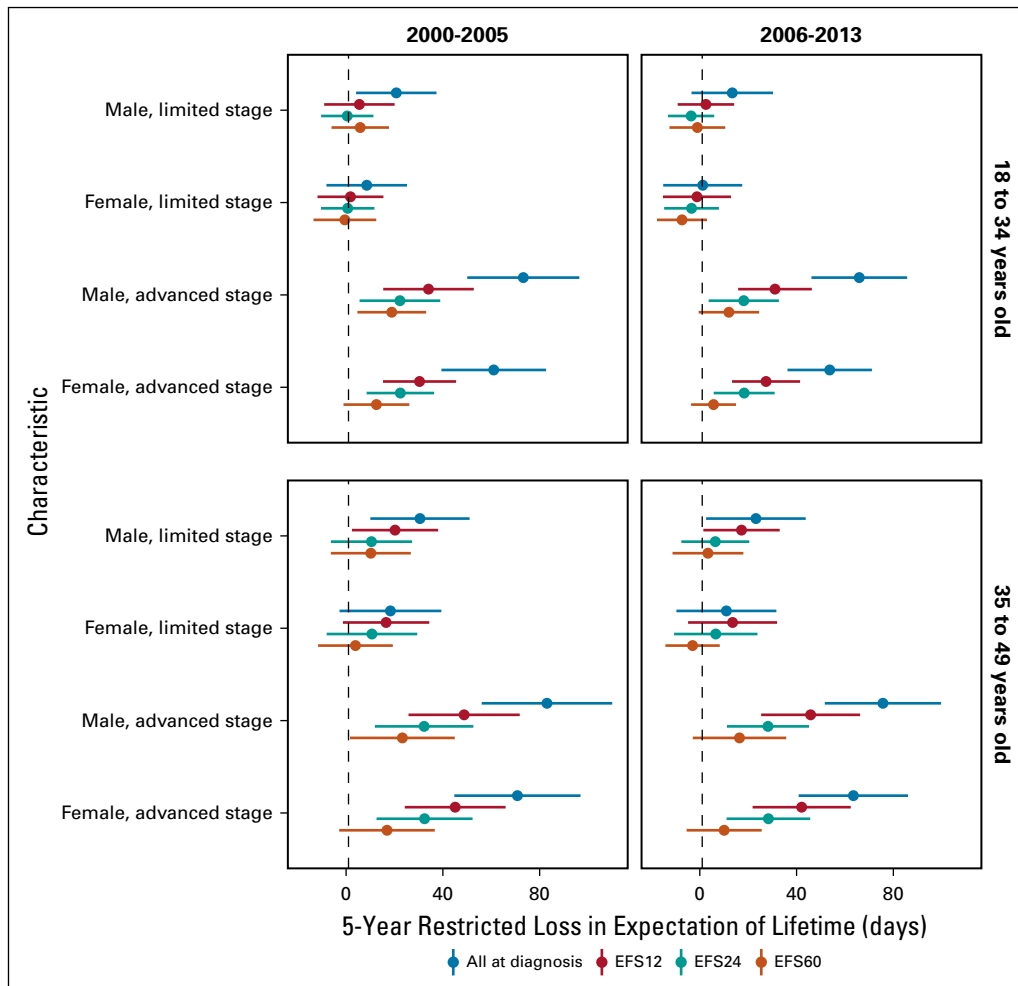 2000-2005
2006-2013
Characteristic
Male, limited stage
Female, limited stage
Male, advanced stage
Female, advanced stage
18 to 34 years old
Male, limited stage
Female, limited stage
Male, advanced stage
Female, advanced stage
35 to 49 years old
0 40 80 0 40 80
5-Year Restricted Loss in Expectation of Lifetime (days)
All at diagnosis EFS12 EFS24 EFS60